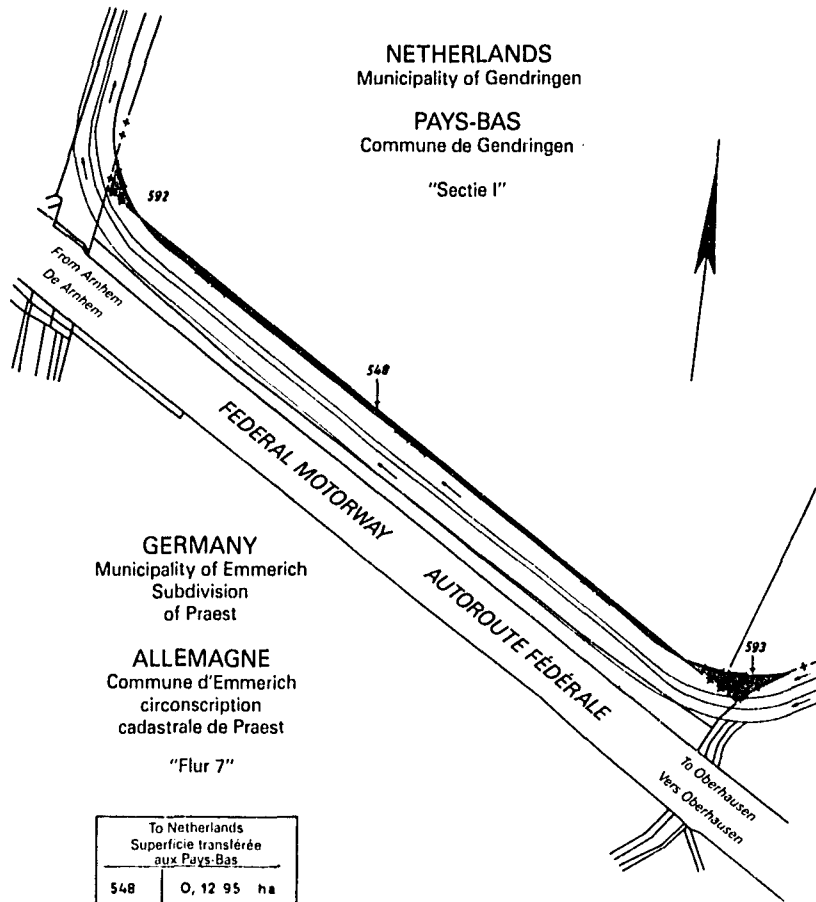 NETHERLANDS
Municipality of Gendringen
PAYS-BAS
Commune de Gendringen
"Sectie I"
592
From Arnhem
De Arnhem
548
FEDERAL MOTORWAY
AUTOROUTE FÉDÉRALE
593
To Oberhausen
Vers Oberhausen
GERMANY
Municipality of Emmerich
Subdivision
of Praest
ALLEMAGNE
Commune d'Emmerich
circonscription
cadastrale de Praest
"Flur 7"
To Netherlands
Superficie transférée
aux Pays-Bas
548 0, 12 95 ha